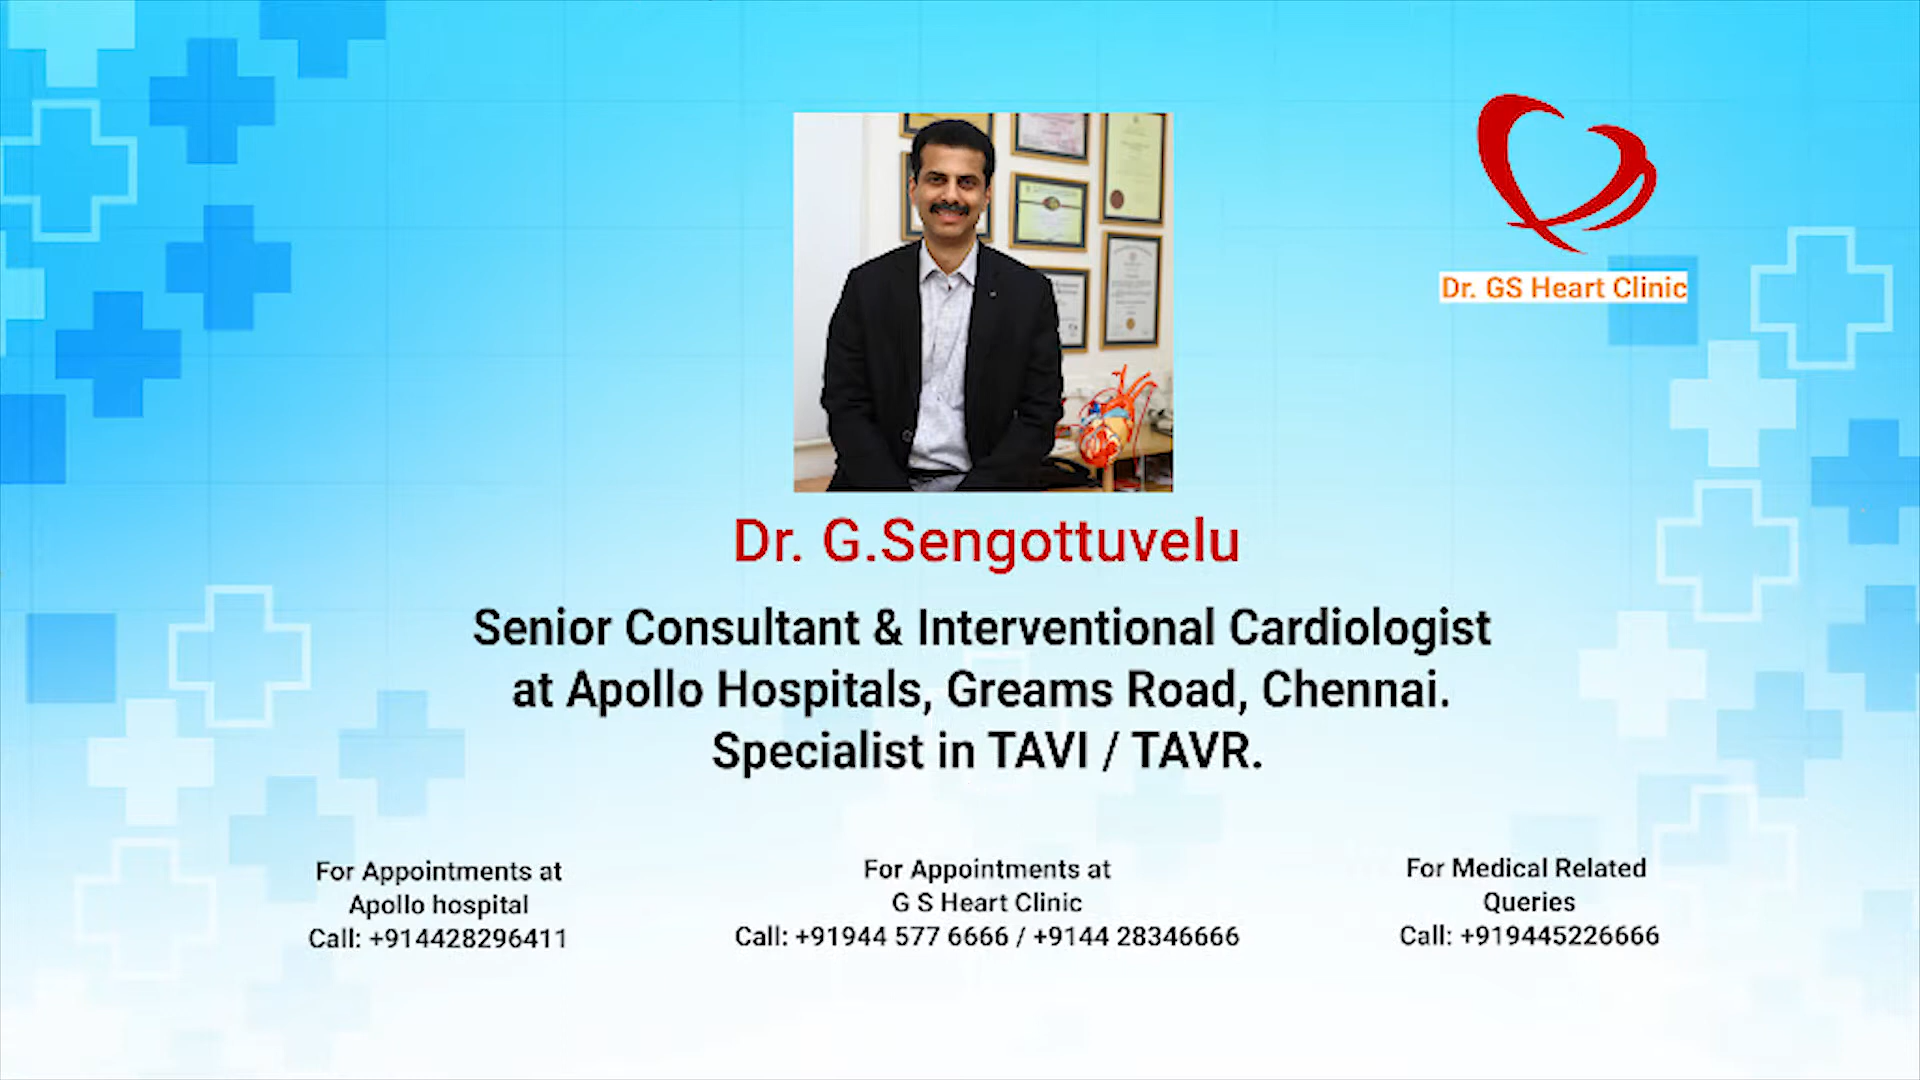 Dr. GS Heart Clinic
Dr. G.Sengottuvelu
Senior Consultant & Interventional Cardiologist
at Apollo Hospitals, Greams Road, Chennai.
Specialist in TAVI / TAVR.
For Appointments at
Apollo hospital
Call: +914428296411
For Appointments at
G S Heart Clinic
Call: +91944 577 6666 / +9144 28346666
For Medical Related
Queries
Call: +919445226666